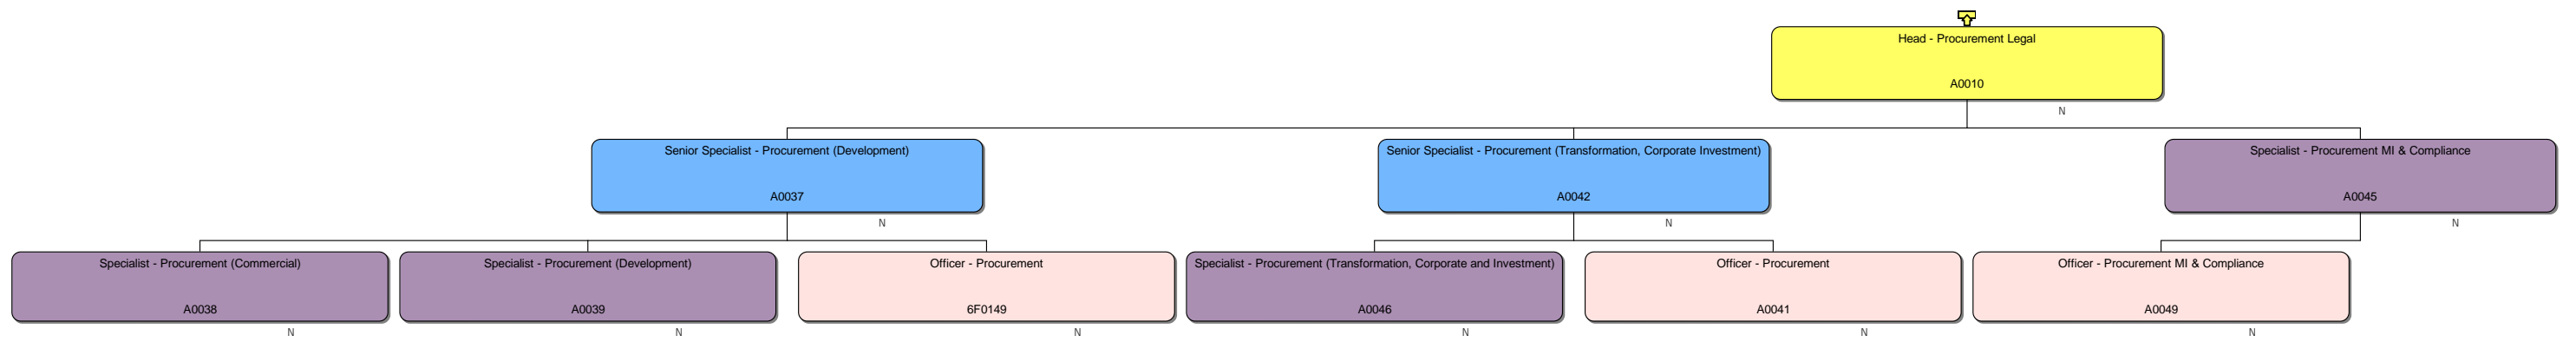 Head - Procurement Legal
A0010
N
Senior Specialist - Procurement (Development)
A0037
N
Senior Specialist - Procurement (Transformation, Corporate Investment)
A0042
N
Specialist - Procurement MI & Compliance
A0045
N
Specialist - Procurement (Commercial)
A0038
N
Specialist - Procurement (Development)
A0039
N
Officer - Procurement
6F0149
N
Specialist - Procurement (Transformation, Corporate and Investment)
A0046
N
Officer - Procurement
A0041
N
Officer - Procurement MI & Compliance
A0049
N